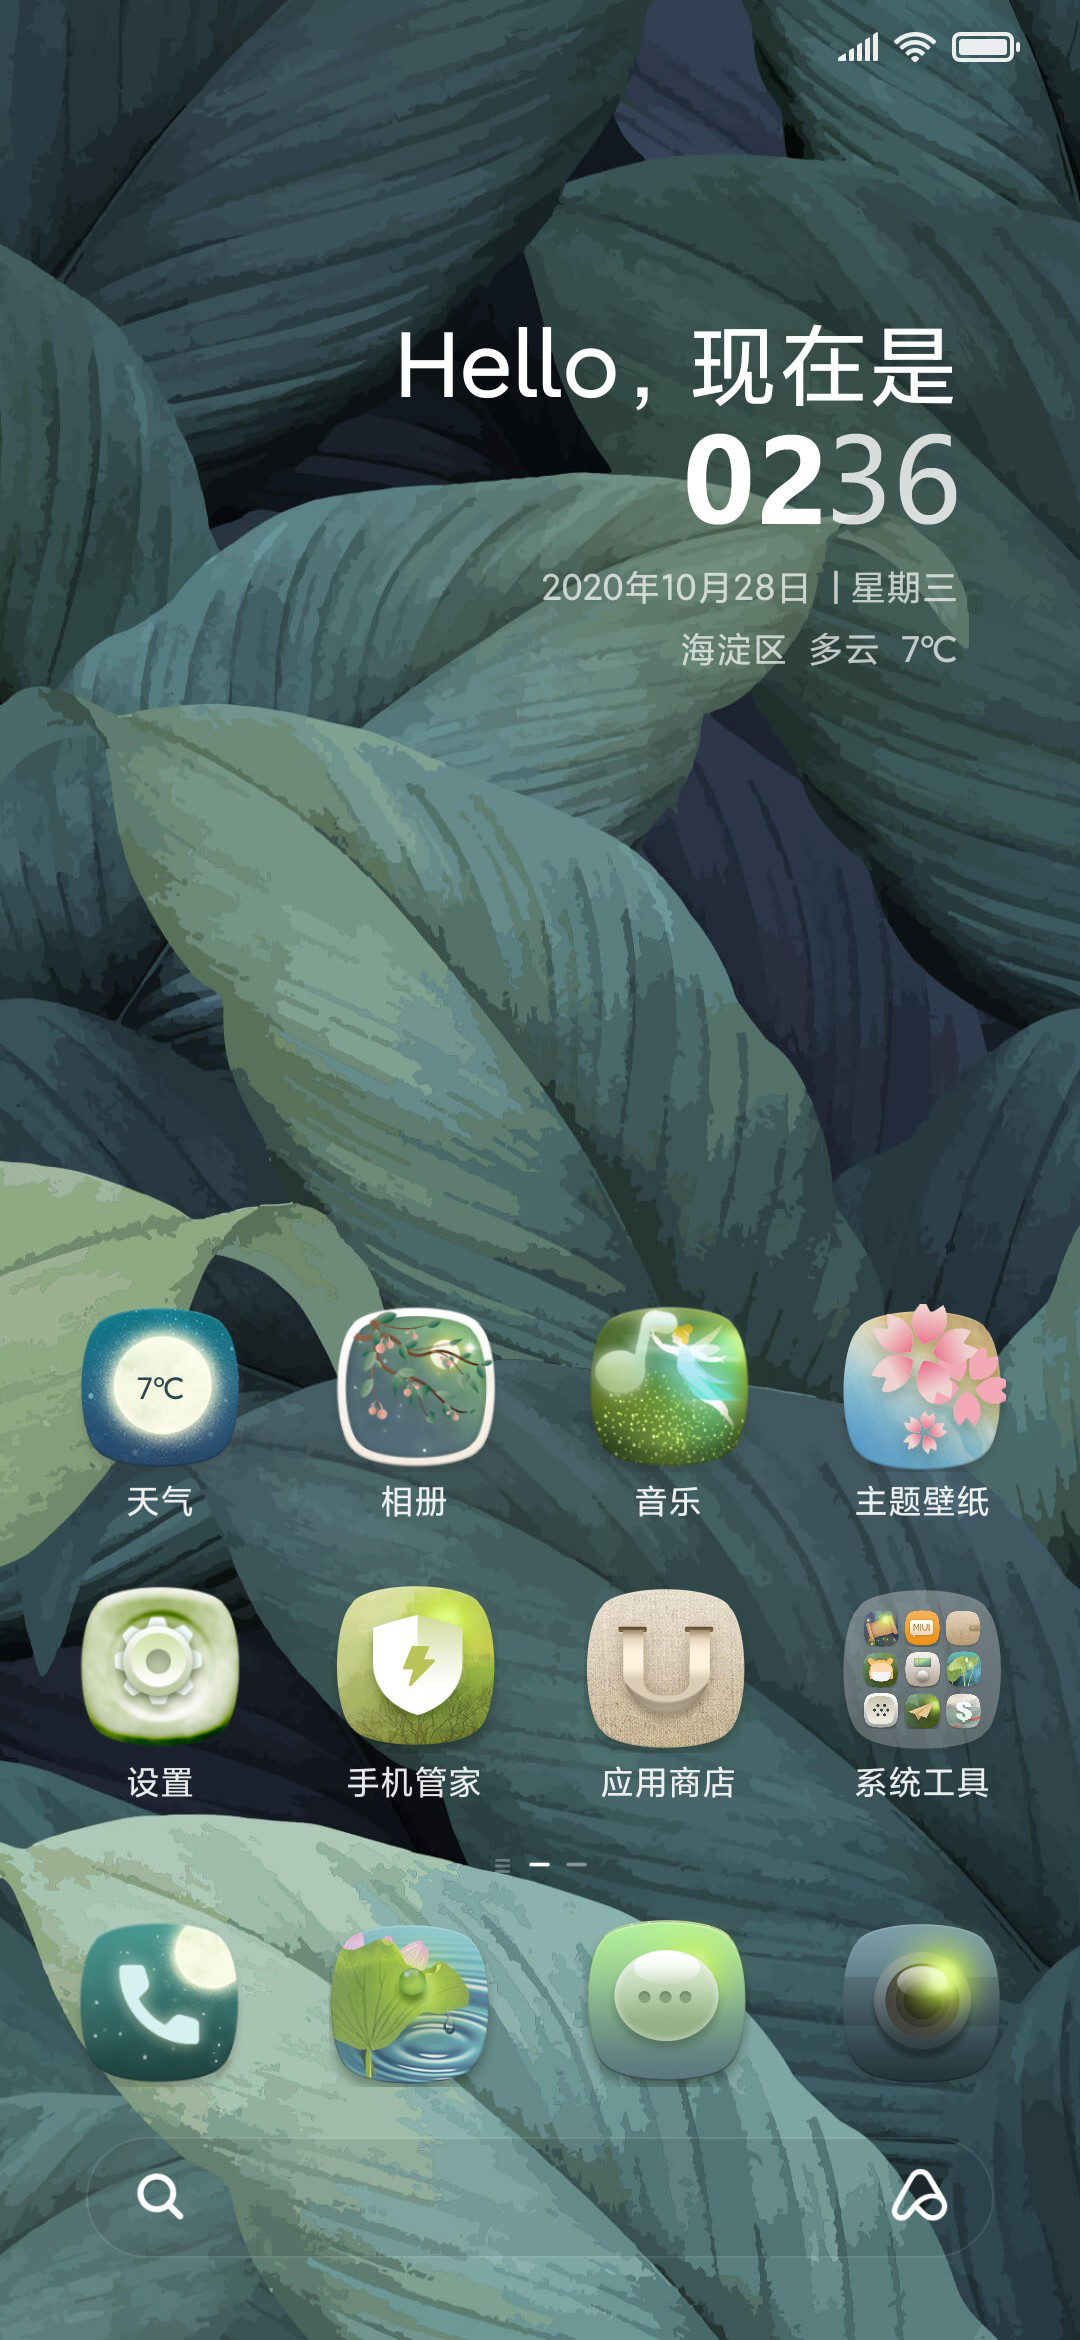 Hello，现在是
0236
2020年10月28日 | 星期三
海淀区 多云 7℃
7℃
天气 相册 音乐 主题壁纸
MIUI
设置 手机管家 应用商店 系统工具